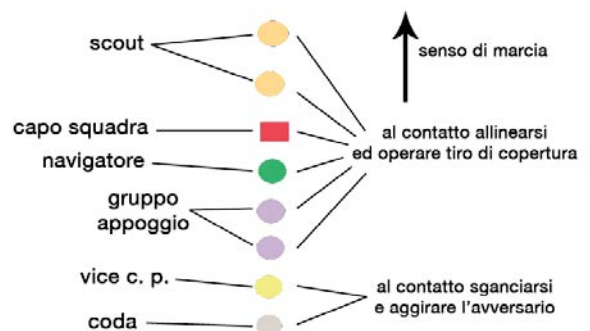 scout
senso di marcia
capo squadra
al contatto allinearsi
ed operare tiro di copertura
navigatore
gruppo
appoggio
vice c. p.
al contatto sganciarsi
e aggirare l'avversario
coda